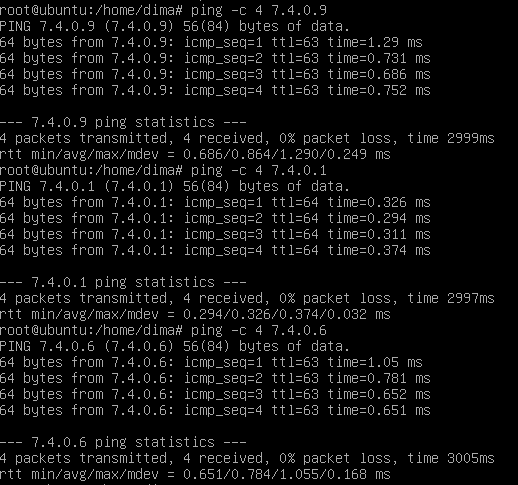 root@ubuntu:/home/dima# ping -c 4 7.4.0.9
PING 7.4.0.9 (7.4.0.9) 56(84) bytes of data.
64 bytes from 7.4.0.9: icmp_seq=1 ttl=63 time=1.29 ms
64 bytes from 7.4.0.9: icmp_seq=2 ttl=63 time=0.731 ms
64 bytes from 7.4.0.9: icmp_seq=3 ttl=63 time=0.686 ms
64 bytes from 7.4.0.9: icmp_seq=4 ttl=63 time=0.752 ms
--- 7.4.0.9 ping statistics ---
4 packets transmitted, 4 received, 0% packet loss, time 2999ms
rtt min/avg/max/mdev = 0.686/0.864/1.290/0.249 ms
root@ubuntu:/home/dima# ping -c 4 7.4.0.1
PING 7.4.0.1 (7.4.0.1) 56(84) bytes of data.
64 bytes from 7.4.0.1: icmp_seq=1 ttl=64 time=0.326 ms
64 bytes from 7.4.0.1: icmp_seq=2 ttl=64 time=0.294 ms
64 bytes from 7.4.0.1: icmp_seq=3 ttl=64 time=0.311 ms
64 bytes from 7.4.0.1: icmp_seq=4 ttl=64 time=0.374 ms
--- 7.4.0.1 ping statistics ---
4 packets transmitted, 4 received, 0% packet loss, time 2997ms
rtt min/avg/max/mdev = 0.294/0.326/0.374/0.032 ms
root@ubuntu:/home/dima# ping -c 4 7.4.0.6
PING 7.4.0.6 (7.4.0.6) 56(84) bytes of data.
64 bytes from 7.4.0.6: icmp_seq=1 ttl=63 time=1.05 ms
64 bytes from 7.4.0.6: icmp_seq=2 ttl=63 time=0.781 ms
64 bytes from 7.4.0.6: icmp_seq=3 ttl=63 time=0.652 ms
64 bytes from 7.4.0.6: icmp_seq=4 ttl=63 time=0.651 ms
--- 7.4.0.6 ping statistics ---
4 packets transmitted, 4 received, 0% packet loss, time 3005ms
rtt min/avg/max/mdev = 0.651/0.784/1.055/0.168 ms